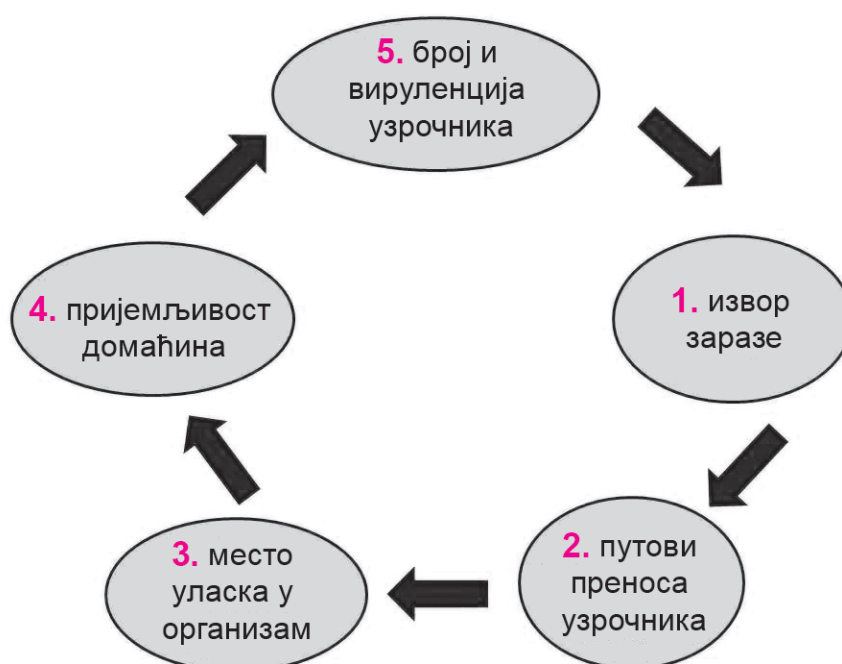 5. број и
вируленција
узрочника
1. извор
заразе
2. путови
преноса
узрочника
3. место
уласка у
организам
4. пријемљивост
домаћина